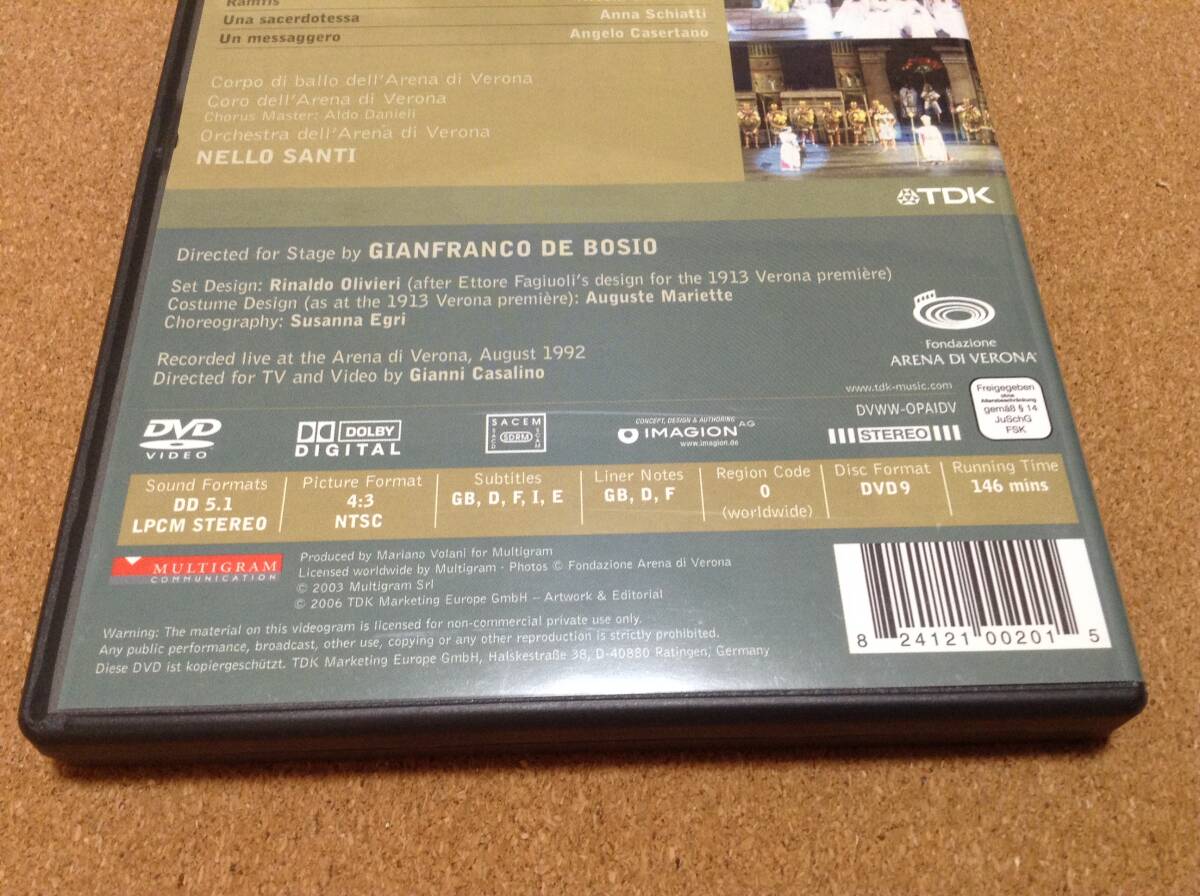 Ramfis
Una sacerdotessa Anna Schiatti
Un messaggero Angelo Casertano
Corpo di ballo dell'Arena di Verona
Coro dell'Arena di Verona
Chorus Master: Aldo Danieli
Orchestra dell'Arena di Verona
NELLO SANTI
TDK
Directed for Stage by GIANFRANCO DE BOSIO
Set Design: Rinaldo Olivieri (after Ettore Fagiuoli's design for the 1913 Verona première)
Costume Design (as at the 1913 Verona première): Auguste Mariette
Choreography: Susanna Egri
Recorded live at the Arena di Verona, August 1992
Directed for TV and Video by Gianni Casalino
Fondazione
ARENA DI VERONA
www.tdk-music.com
DVWW-OPAIDV
STEREO
Freigegeben
ohne
Altersbeschränkung
gemäß § 14
JuSchG
FSK
DVD
VIDEO
DOLBY
DIGITAL
SACEM
SDRM
CONCEPT, DESIGN & AUTHORING
IMAGION AG
www.imagion.de
Sound Formats
DD 5.1
LPCM STEREO
Picture Format
4:3
NTSC
Subtitles
GB, D, F, I, E
Liner Notes
GB, D, F
Region Code
0
(worldwide)
Disc Format
DVD 9
Running Time
146 mins
MULTIGRAM
COMMUNICATION
Produced by Mariano Volani for Multigram
Licensed worldwide by Multigram · Photos © Fondazione Arena di Verona
© 2003 Multigram Srl
© 2006 TDK Marketing Europe GmbH – Artwork & Editorial
Warning: The material on this videogram is licensed for non-commercial private use only.
Any public performance, broadcast, other use, copying or any other reproduction is strictly prohibited.
Diese DVD ist kopiergeschützt. TDK Marketing Europe GmbH, Halskestraße 38, D-40880 Ratingen, Germany
8 24121 00201 5